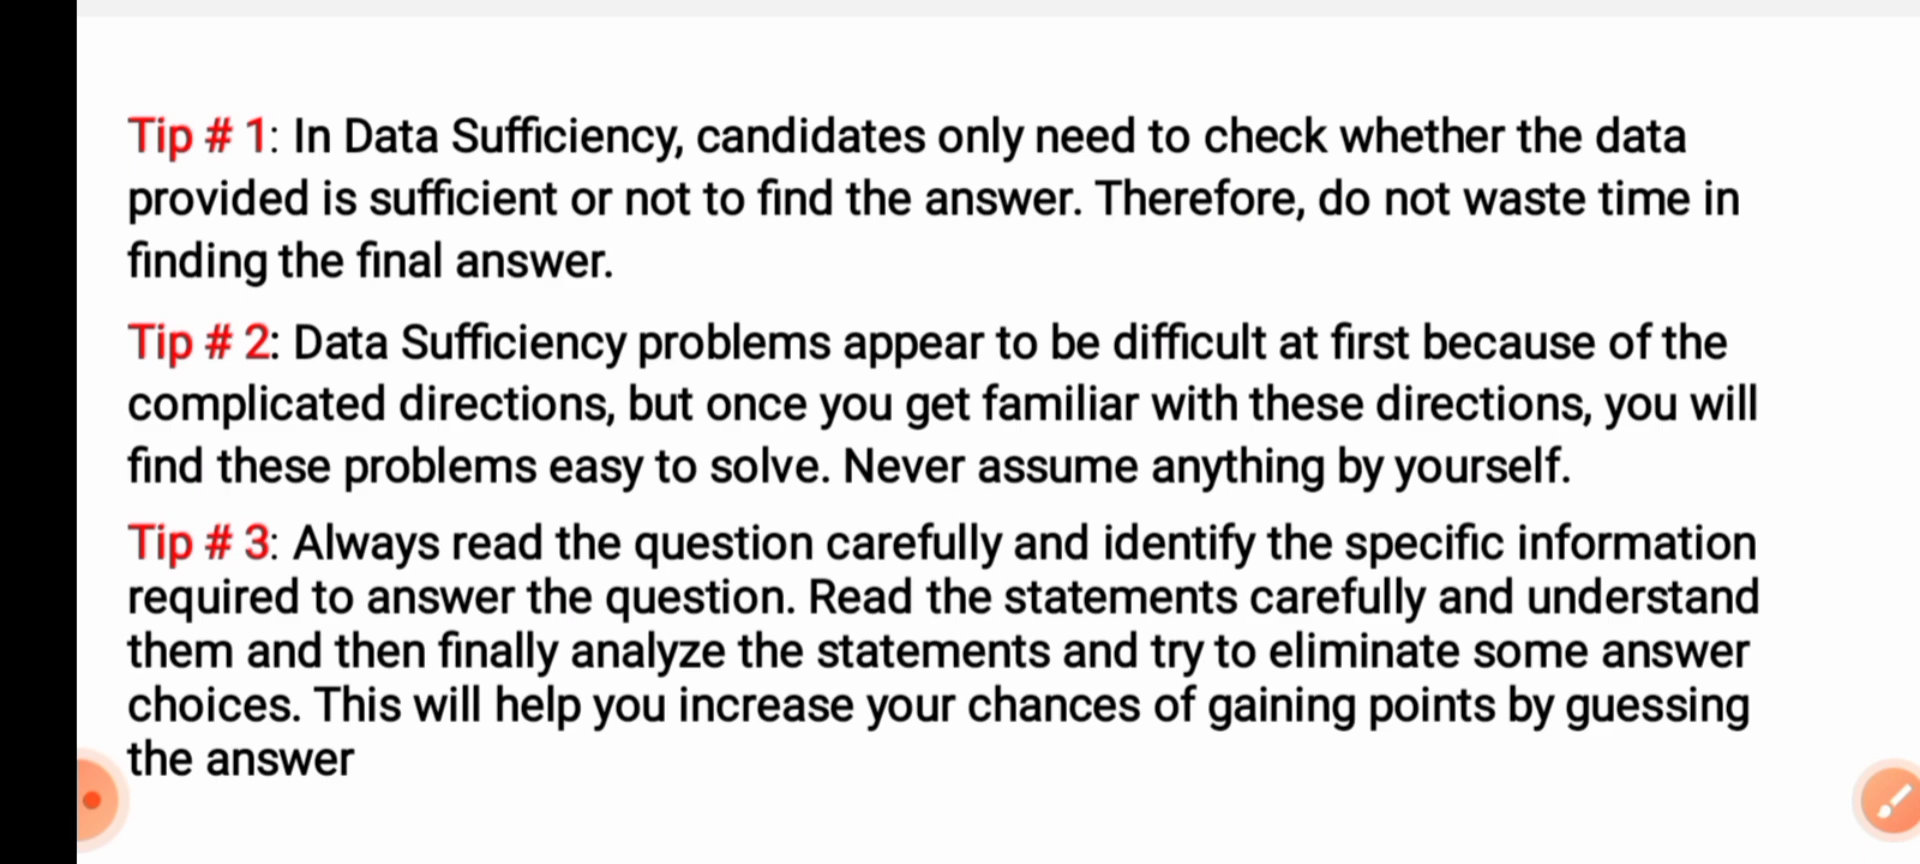 Tip # 1: In Data Sufficiency, candidates only need to check whether the data
provided is sufficient or not to find the answer. Therefore, do not waste time in
finding the final answer.
Tip # 2: Data Sufficiency problems appear to be difficult at first because of the
complicated directions, but once you get familiar with these directions, you will
find these problems easy to solve. Never assume anything by yourself.
Tip # 3: Always read the question carefully and identify the specific information
required to answer the question. Read the statements carefully and understand
them and then finally analyze the statements and try to eliminate some answer
choices. This will help you increase your chances of gaining points by guessing
the answer